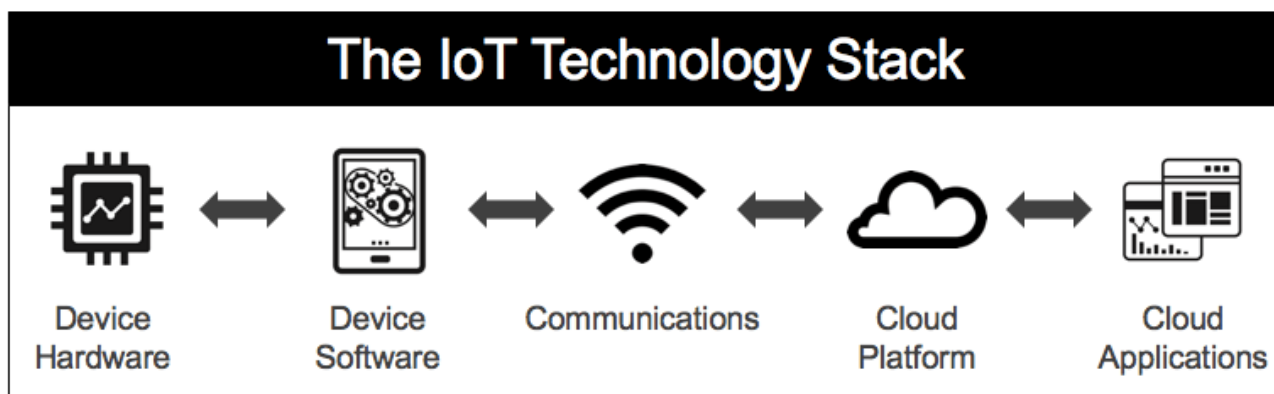 The IoT Technology Stack
Device
Hardware
Device
Software
Communications
Cloud
Platform
Cloud
Applications